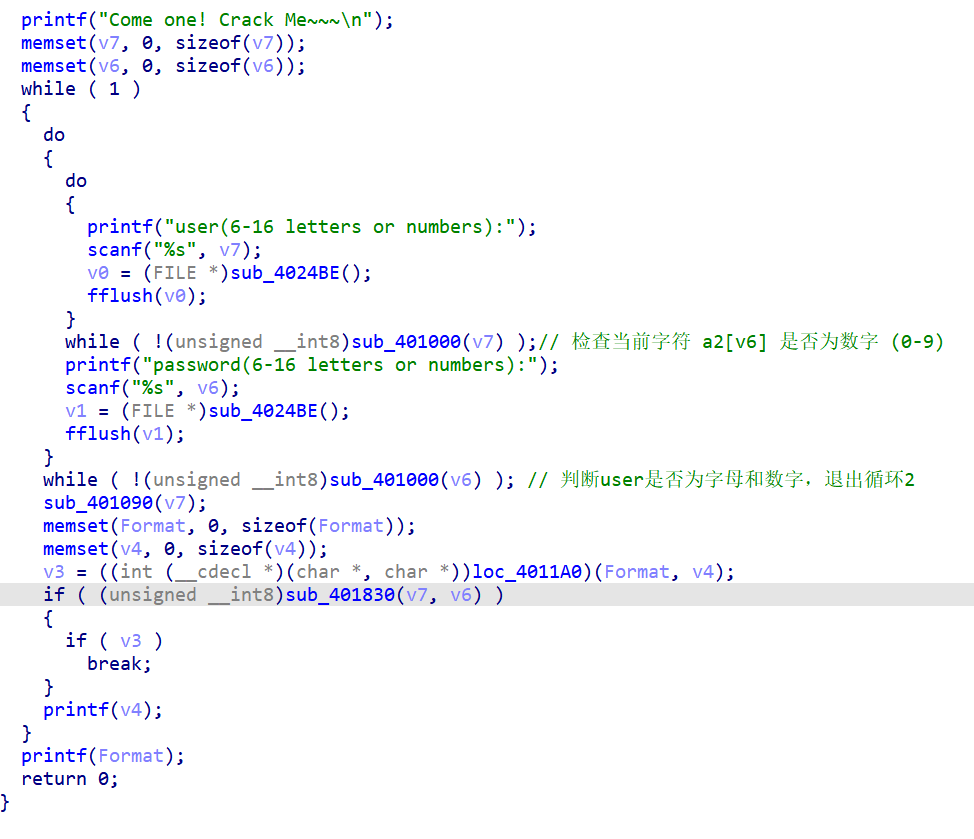 printf("Come one! Crack Me~~~\n");
memset(v7, 0, sizeof(v7));
memset(v6, 0, sizeof(v6));
while ( 1 )
{
do
{
do
{
printf("user(6-16 letters or numbers):");
scanf("%s", v7);
v0 = (FILE *)sub_4024BE();
fflush(v0);
}
while ( !(unsigned __int8)sub_401000(v7) );// 检查当前字符 a2[v6] 是否为数字 (0-9)
printf("password(6-16 letters or numbers):");
scanf("%s", v6);
v1 = (FILE *)sub_4024BE();
fflush(v1);
}
while ( !(unsigned __int8)sub_401000(v6) ); // 判断user是否为字母和数字，退出循环2
sub_401090(v7);
memset(Format, 0, sizeof(Format));
memset(v4, 0, sizeof(v4));
v3 = ((int (__cdecl *)(char *, char *))loc_4011A0)(Format, v4);
if ( (unsigned __int8)sub_401830(v7, v6) )
{
if ( v3 )
break;
}
printf(v4);
}
printf(Format);
return 0;
}